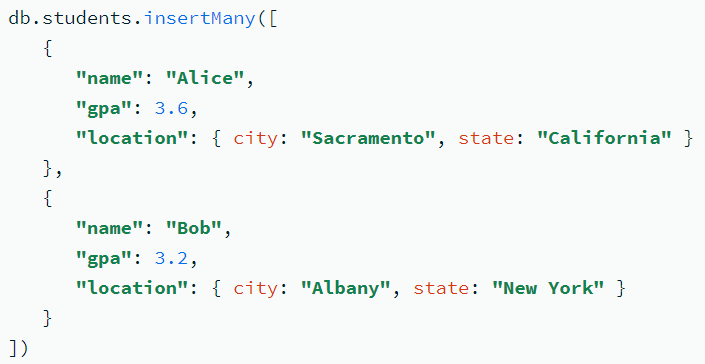 db.students.insertMany([
   {
      "name": "Alice",
      "gpa": 3.6,
      "location": { city: "Sacramento", state: "California" }
   },
   {
      "name": "Bob",
      "gpa": 3.2,
      "location": { city: "Albany", state: "New York" }
   }
])